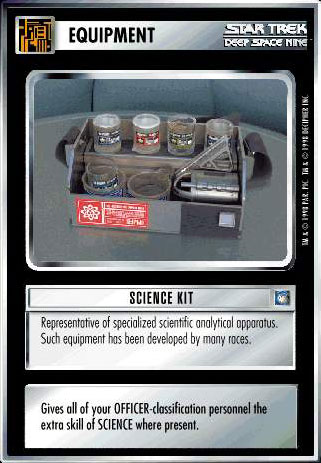 EQUIPMENT
STAR TREK
DEEP SPACE NINE
TM & © 1998 PAR. PIC. TM & © 1998 DECIPHER INC.
SCIENCE KIT
Representative of specialized scientific analytical apparatus.
Such equipment has been developed by many races.
Gives all of your OFFICER-classification personnel the
extra skill of SCIENCE where present.